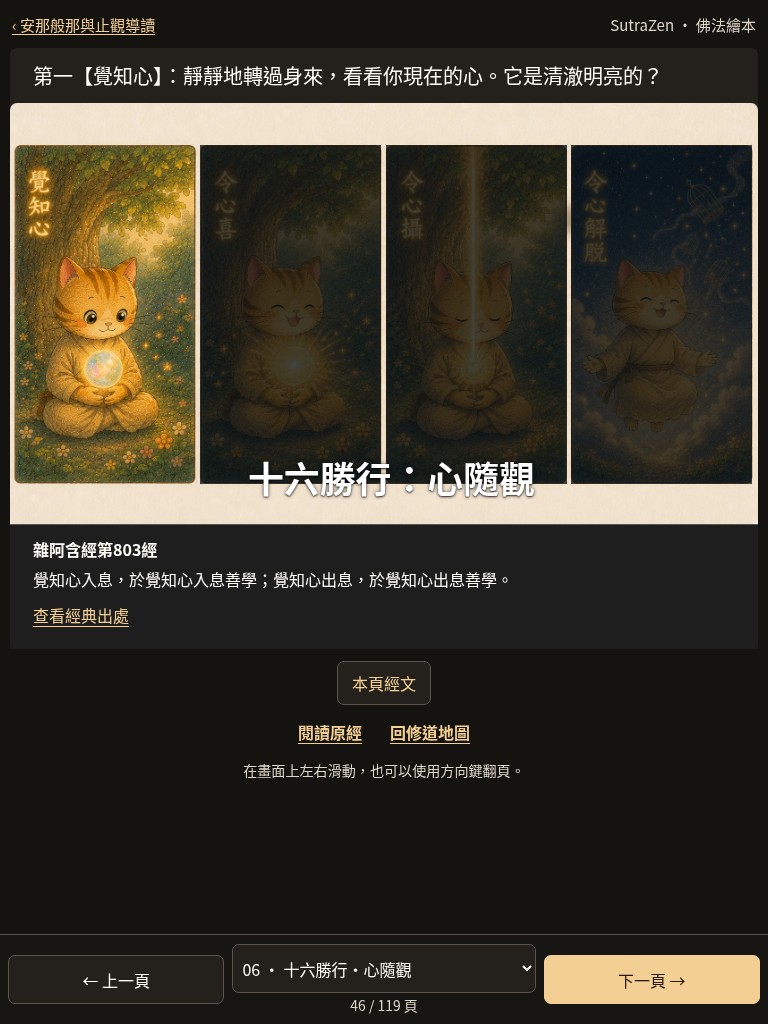 ‹ 安那般那與止觀導讀
SutraZen · 佛法繪本
第一【覺知心】：靜靜地轉過身來，看看你現在的心。它是清澈明亮的？
覺知心
令心喜
令心攝
令心解脫
十六勝行：心隨觀
雜阿含經第803經
覺知心入息，於覺知心入息善學；覺知心出息，於覺知心出息善學。
查看經典出處
本頁經文
閱讀原經
回修道地圖
在畫面上左右滑動，也可以使用方向鍵翻頁。
← 上一頁
06 · 十六勝行・心隨觀
下一頁 →
46 / 119 頁